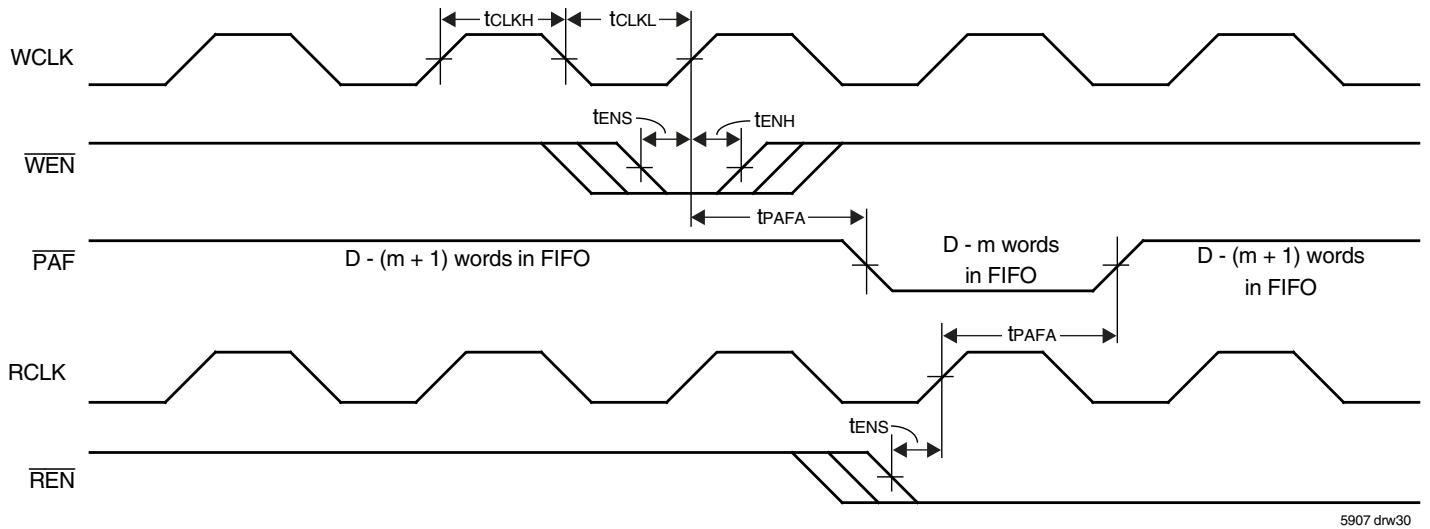 tCLKH
tCLKL
WCLK
tENS
tENH
WEN
tPAFA
PAF
D - (m + 1) words in FIFO
D - m words
in FIFO
D - (m + 1) words
in FIFO
tPAFA
RCLK
tENS
REN
5907 drw30